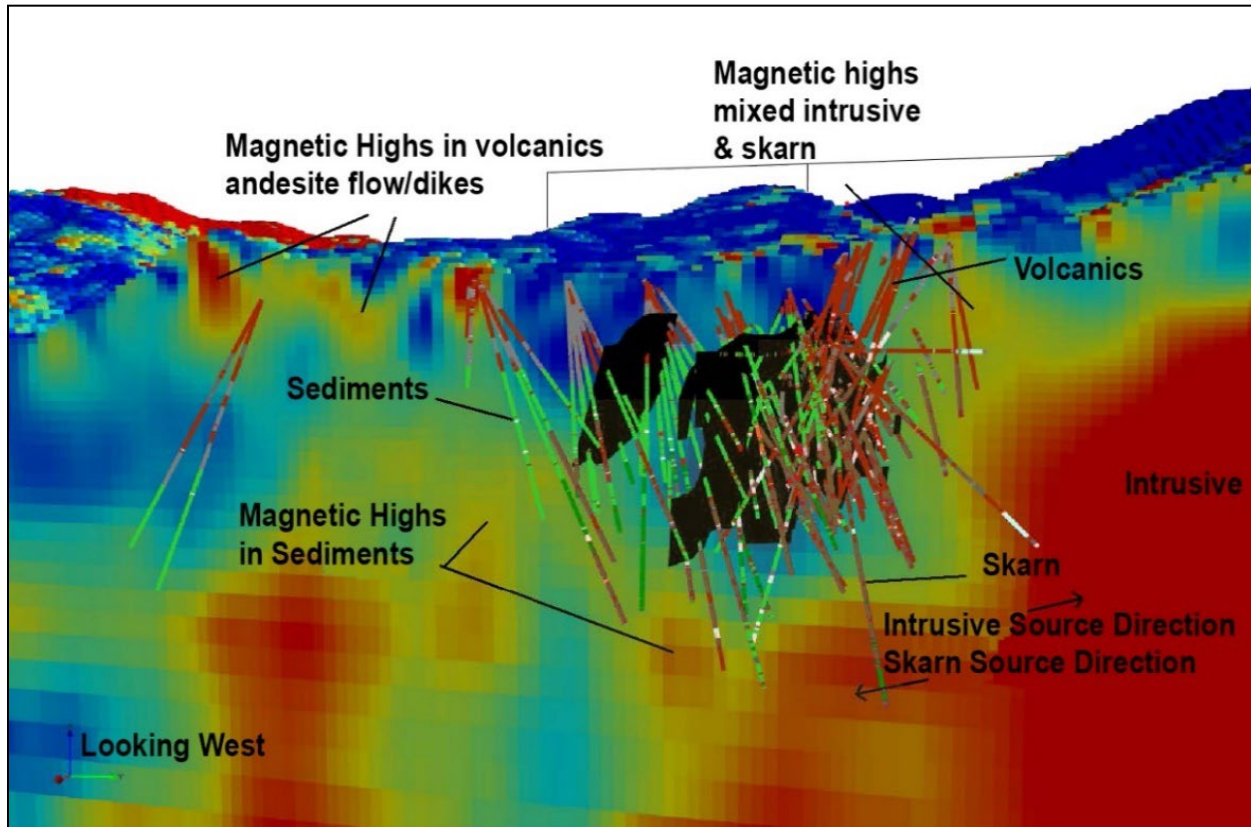 Magnetic highs
mixed intrusive
& skarn
Magnetic Highs in volcanics
andesite flow/dikes
Volcanics
Sediments
Magnetic Highs
in Sediments
Intrusive
Skarn
Intrusive Source Direction
Skarn Source Direction
Looking West